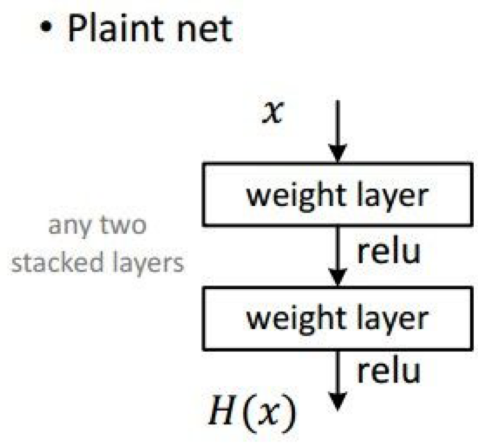 • Plaint net
x
weight layer
any two
stacked layers
relu
weight layer
relu
H(x)